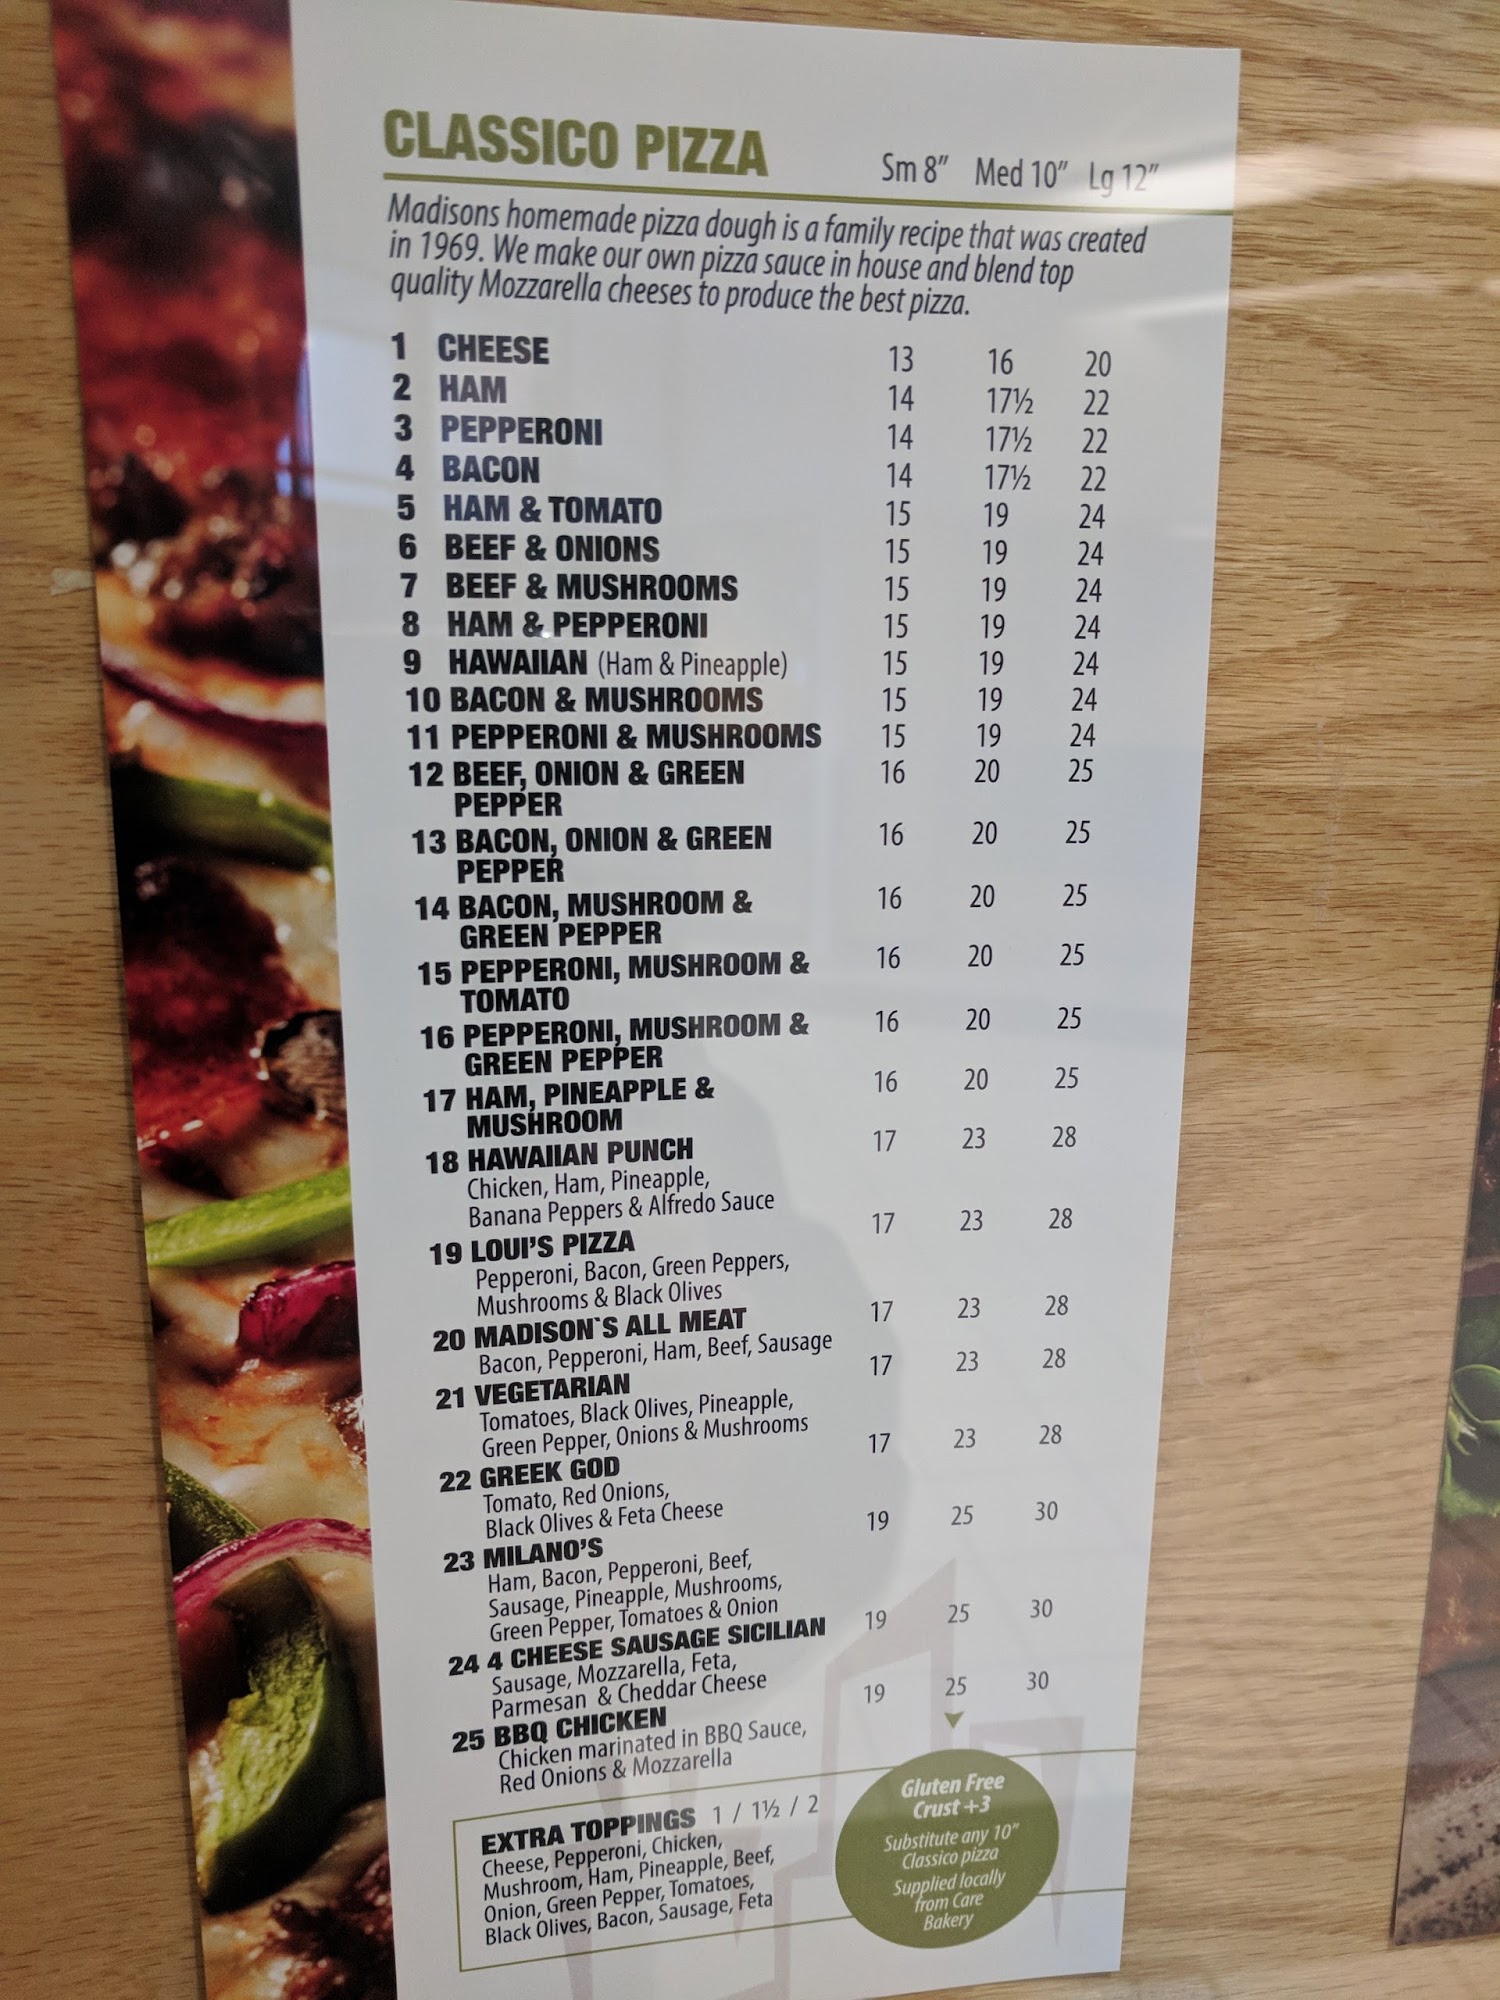 CLASSICO PIZZA Sm 8" Med 10" Lg 12"
Madisons homemade pizza dough is a family recipe that was created
in 1969. We make our own pizza sauce in house and blend top
quality Mozzarella cheeses to produce the best pizza.
1 CHEESE 13 16 20
2 HAM 14 17½ 22
3 PEPPERONI 14 17½ 22
4 BACON 14 17½ 22
5 HAM & TOMATO 15 19 24
6 BEEF & ONIONS 15 19 24
7 BEEF & MUSHROOMS 15 19 24
8 HAM & PEPPERONI 15 19 24
9 HAWAIIAN (Ham & Pineapple) 15 19 24
10 BACON & MUSHROOMS 15 19 24
11 PEPPERONI & MUSHROOMS 15 19 24
12 BEEF, ONION & GREEN 16 20 25
PEPPER
13 BACON, ONION & GREEN 16 20 25
PEPPER
14 BACON, MUSHROOM & 16 20 25
GREEN PEPPER
15 PEPPERONI, MUSHROOM & 16 20 25
TOMATO
16 PEPPERONI, MUSHROOM & 16 20 25
GREEN PEPPER
17 HAM, PINEAPPLE & 16 20 25
MUSHROOM
18 HAWAIIAN PUNCH 17 23 28
Chicken, Ham, Pineapple,
Banana Peppers & Alfredo Sauce
19 LOUI'S PIZZA 17 23 28
Pepperoni, Bacon, Green Peppers,
Mushrooms & Black Olives
20 MADISON`S ALL MEAT 17 23 28
Bacon, Pepperoni, Ham, Beef, Sausage
21 VEGETARIAN 17 23 28
Tomatoes, Black Olives, Pineapple,
Green Pepper, Onions & Mushrooms
22 GREEK GOD 17 23 28
Tomato, Red Onions,
Black Olives & Feta Cheese
23 MILANO'S 19 25 30
Ham, Bacon, Pepperoni, Beef,
Sausage, Pineapple, Mushrooms,
Green Pepper, Tomatoes & Onion
24 4 CHEESE SAUSAGE SICILIAN 19 25 30
Sausage, Mozzarella, Feta,
Parmesan & Cheddar Cheese
25 BBQ CHICKEN 19 25 30
Chicken marinated in BBQ Sauce,
Red Onions & Mozzarella
EXTRA TOPPINGS 1 / 1½ / 2
Cheese, Pepperoni, Chicken,
Mushroom, Ham, Pineapple, Beef,
Onion, Green Pepper, Tomatoes,
Black Olives, Bacon, Sausage, Feta
Gluten Free
Crust +3
Substitute any 10"
Classico pizza
Supplied locally
from Care
Bakery